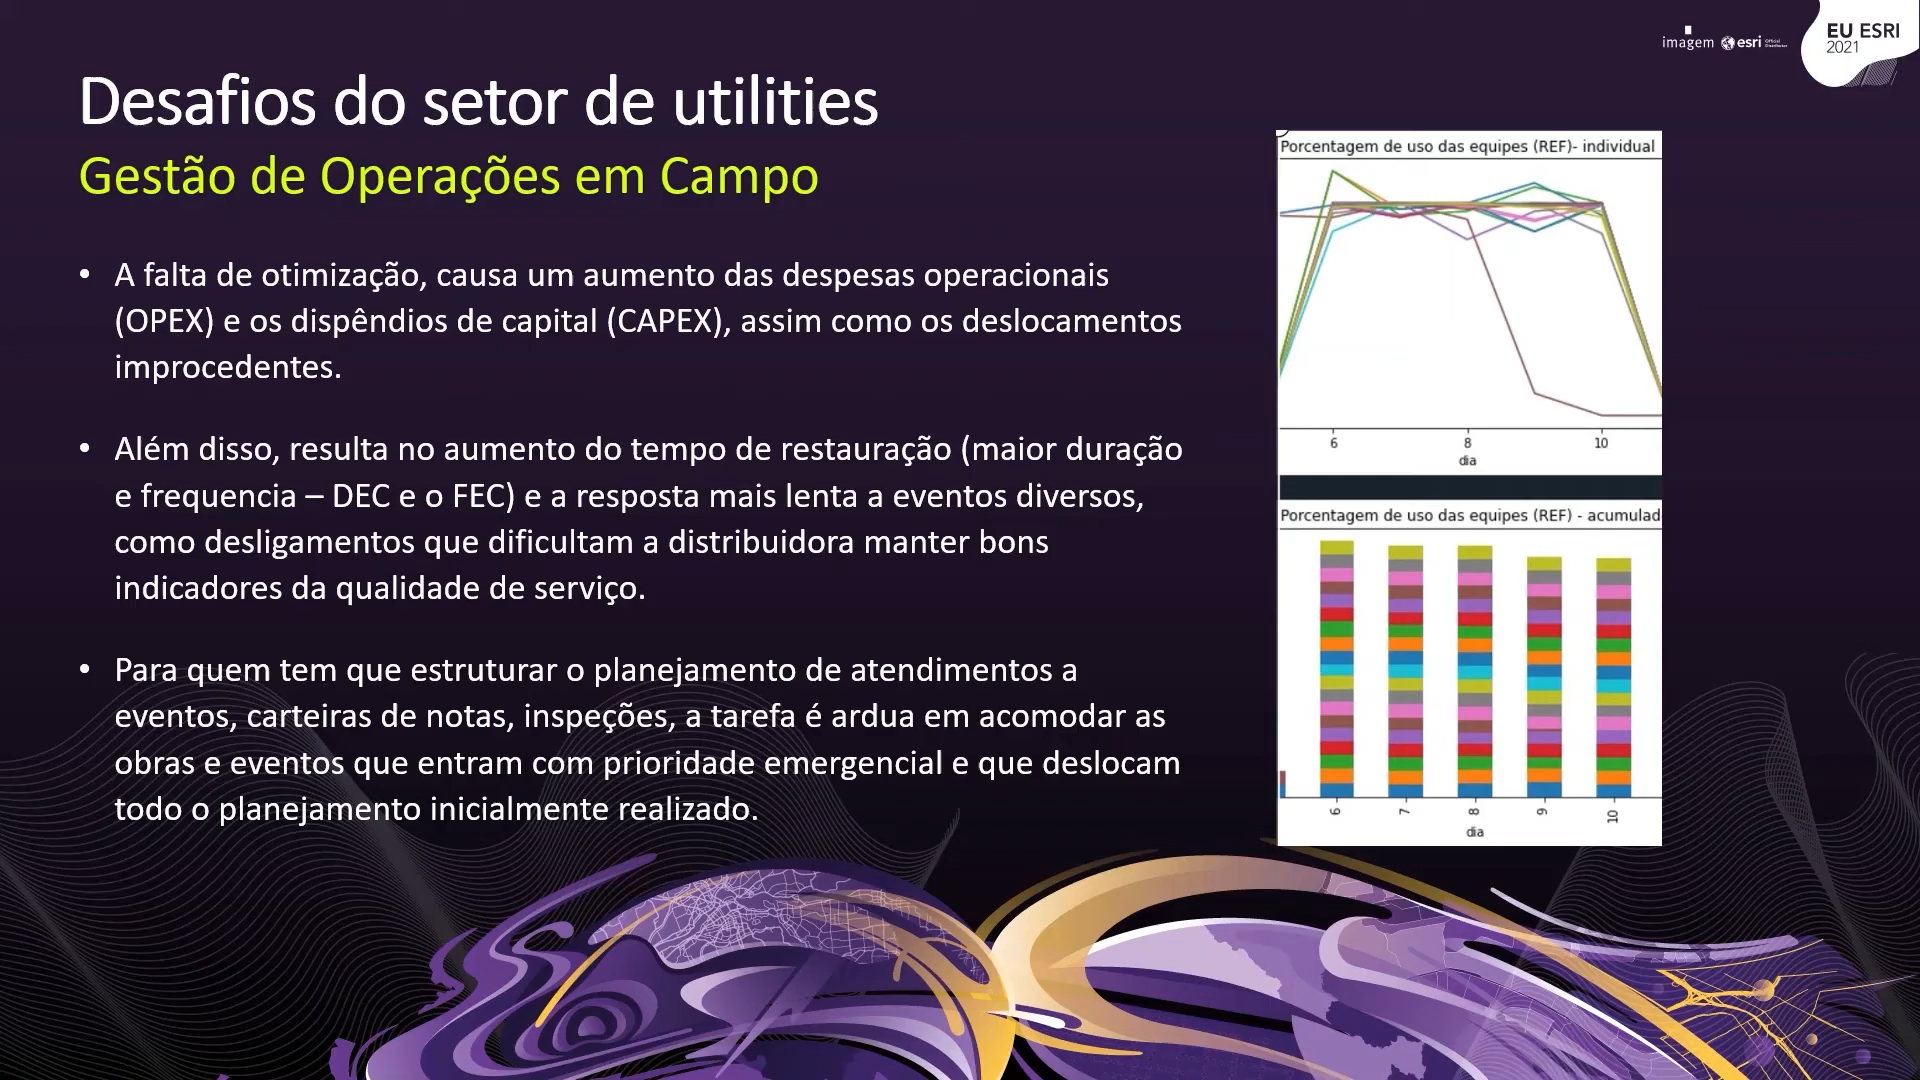 imagem esri Official Distributor
EU ESRI
2021
Desafios do setor de utilities
Gestão de Operações em Campo
• A falta de otimização, causa um aumento das despesas operacionais
(OPEX) e os dispêndios de capital (CAPEX), assim como os deslocamentos
improcedentes.
• Além disso, resulta no aumento do tempo de restauração (maior duração
e frequencia – DEC e o FEC) e a resposta mais lenta a eventos diversos,
como desligamentos que dificultam a distribuidora manter bons
indicadores da qualidade de serviço.
• Para quem tem que estruturar o planejamento de atendimentos a
eventos, carteiras de notas, inspeções, a tarefa é ardua em acomodar as
obras e eventos que entram com prioridade emergencial e que deslocam
todo o planejamento inicialmente realizado.
Porcentagem de uso das equipes (REF)- individual
6 8 10
dia
Porcentagem de uso das equipes (REF) - acumulad
6 7 8 9 10
dia